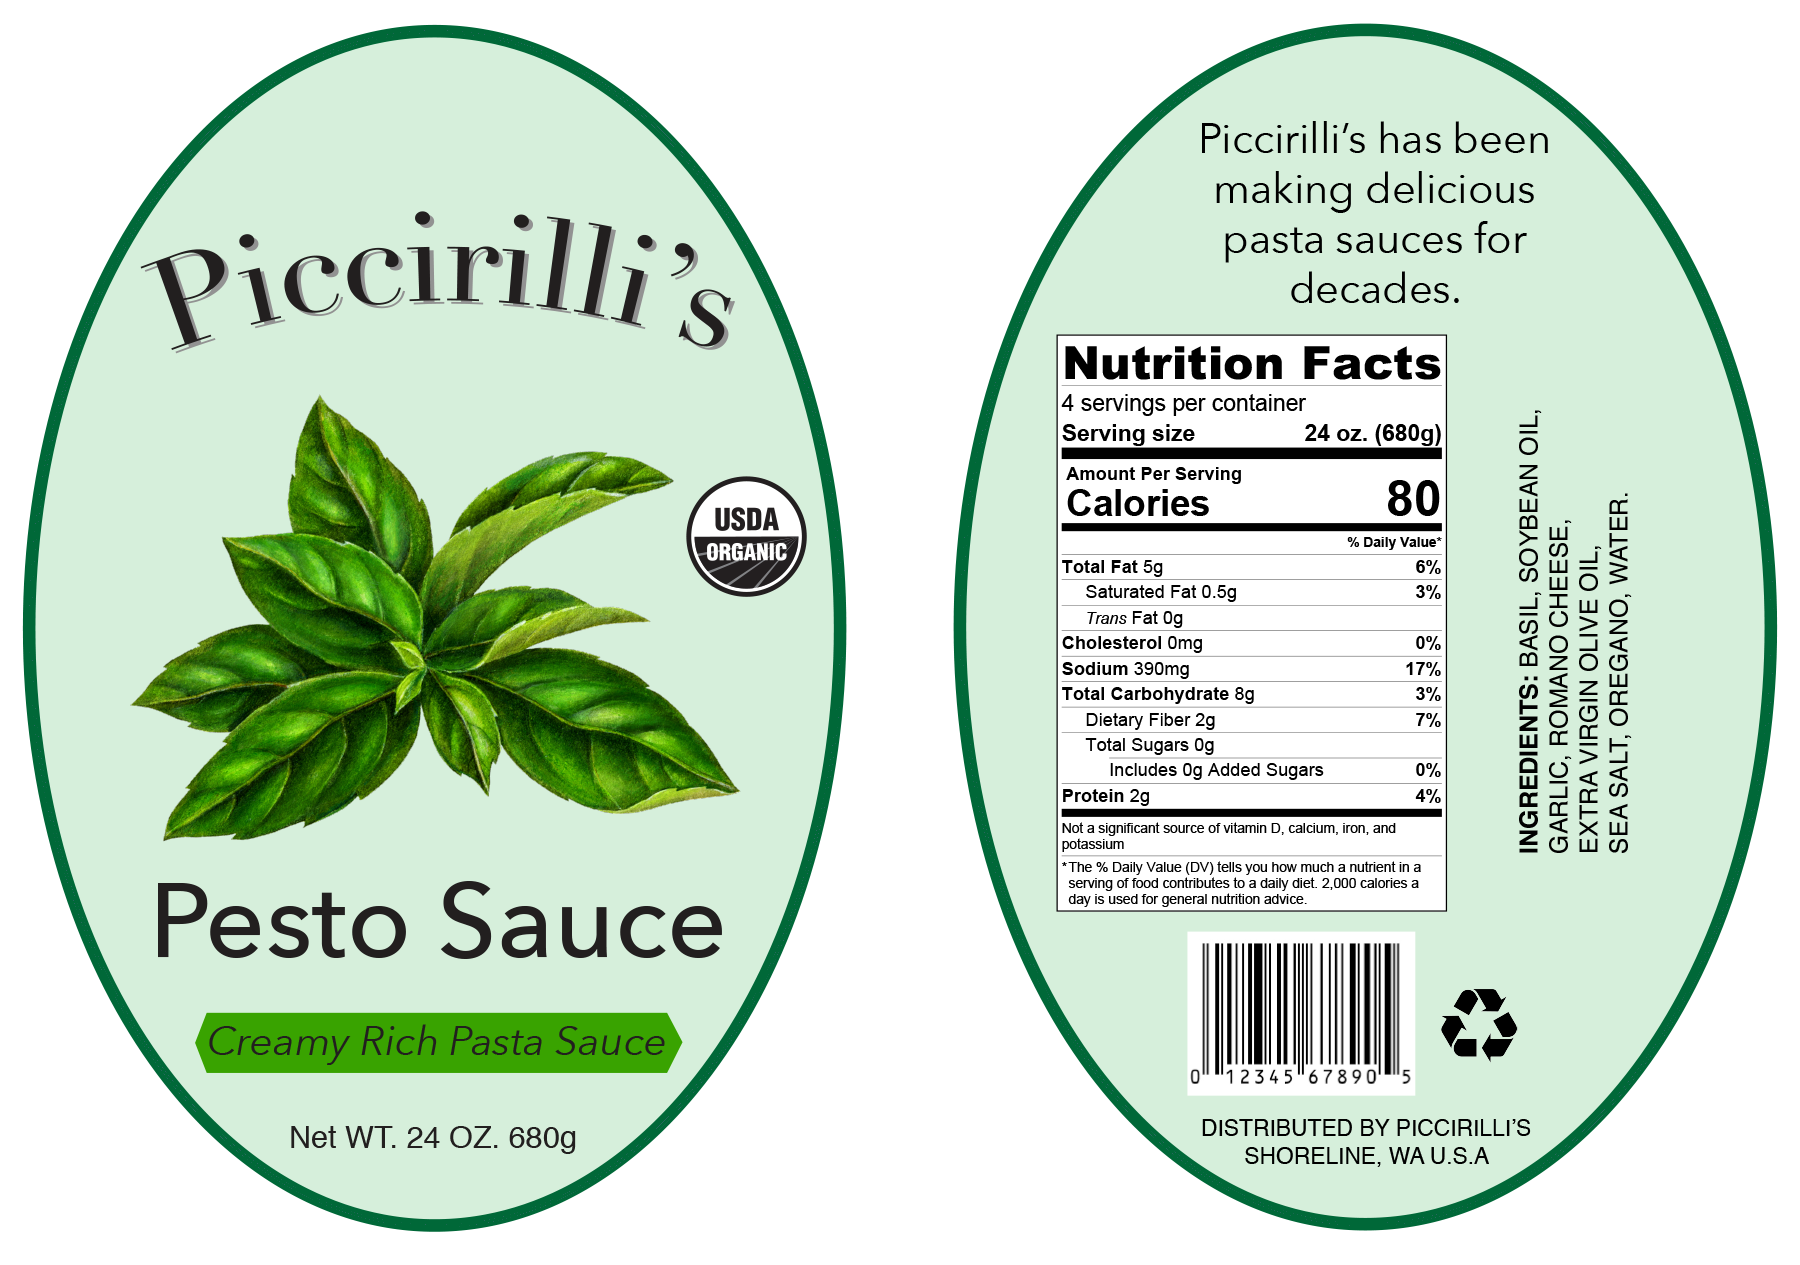 Piccirilli’s
USDA
ORGANIC
Pesto Sauce
Creamy Rich Pasta Sauce
Net WT. 24 OZ. 680g
Piccirilli’s has been
making delicious
pasta sauces for
decades.
Nutrition Facts
4 servings per container
Serving size 24 oz. (680g)
Amount Per Serving
Calories 80
% Daily Value*
Total Fat 5g 6%
Saturated Fat 0.5g 3%
Trans Fat 0g
Cholesterol 0mg 0%
Sodium 390mg 17%
Total Carbohydrate 8g 3%
Dietary Fiber 2g 7%
Total Sugars 0g
Includes 0g Added Sugars 0%
Protein 2g 4%
Not a significant source of vitamin D, calcium, iron, and
potassium
*The % Daily Value (DV) tells you how much a nutrient in a
serving of food contributes to a daily diet. 2,000 calories a
day is used for general nutrition advice.
INGREDIENTS: BASIL, SOYBEAN OIL,
GARLIC, ROMANO CHEESE,
EXTRA VIRGIN OLIVE OIL,
SEA SALT, OREGANO, WATER.
0 12345 67890 5
DISTRIBUTED BY PICCIRILLI’S
SHORELINE, WA U.S.A